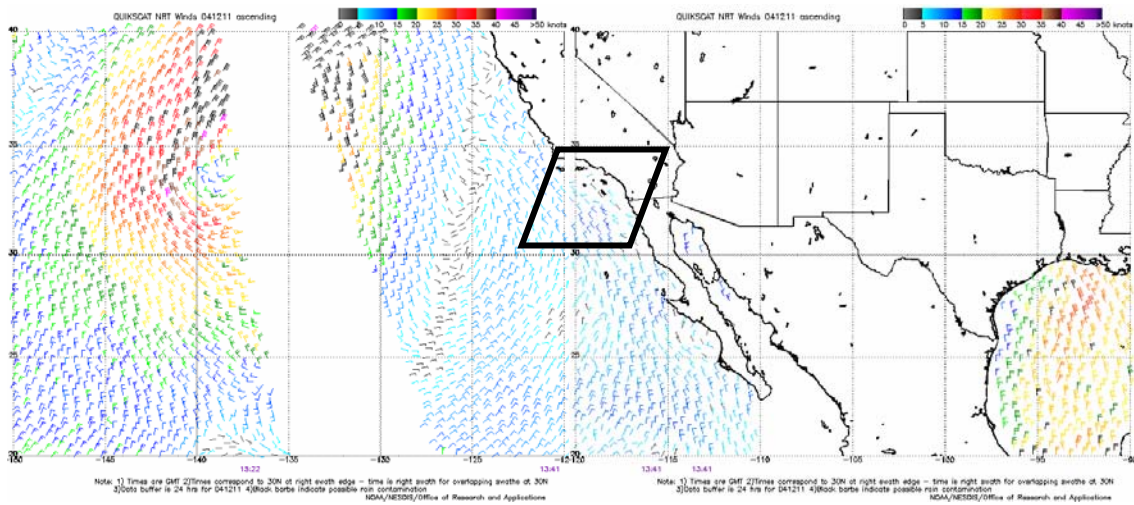 QUIKSCAT NRT Winds 041211 ascending
0 5 10 15 20 25 30 35 40 45 >50 knots
QUIKSCAT NRT Winds 041211 ascending
0 5 10 15 20 25 30 35 40 45 >50 knots
40
40
35
35
30
30
25
25
20
20
-150 -145 -140 -135 -130 -125 -120
-120 -115 -110 -105 -100 -95 -90
13:22 13:41
13:41 13:41
Note: 1) Times are GMT 2)Times correspond to 30N at right swath edge - time is right swath for overlapping swaths at 30N
3)Data buffer is 24 hrs for 041211 4)Black barbs indicate possible rain contamination
NOAA/NESDIS/Office of Research and Applications
Note: 1) Times are GMT 2)Times correspond to 30N at right swath edge - time is right swath for overlapping swaths at 30N
3)Data buffer is 24 hrs for 041211 4)Black barbs indicate possible rain contamination
NOAA/NESDIS/Office of Research and Applications